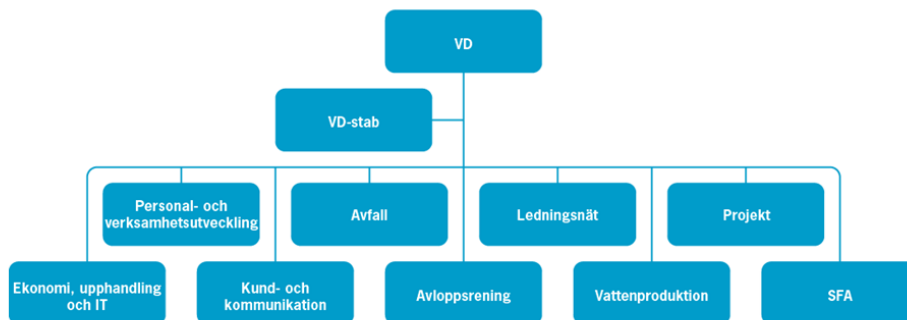 VD
VD-stab
Personal- och
verksamhetsutveckling
Avfall
Ledningsnät
Projekt
Ekonomi, upphandling
och IT
Kund- och
kommunikation
Avloppsrening
Vattenproduktion
SFA